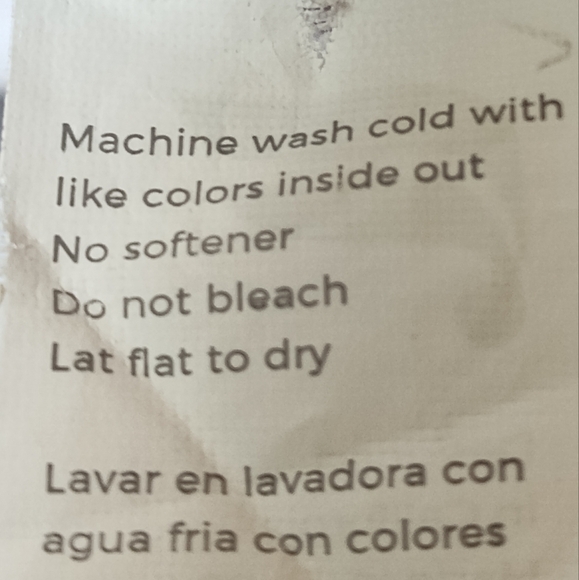 Machine wash cold with
like colors inside out
No softener
Do not bleach
Lat flat to dry
Lavar en lavadora con
agua fria con colores